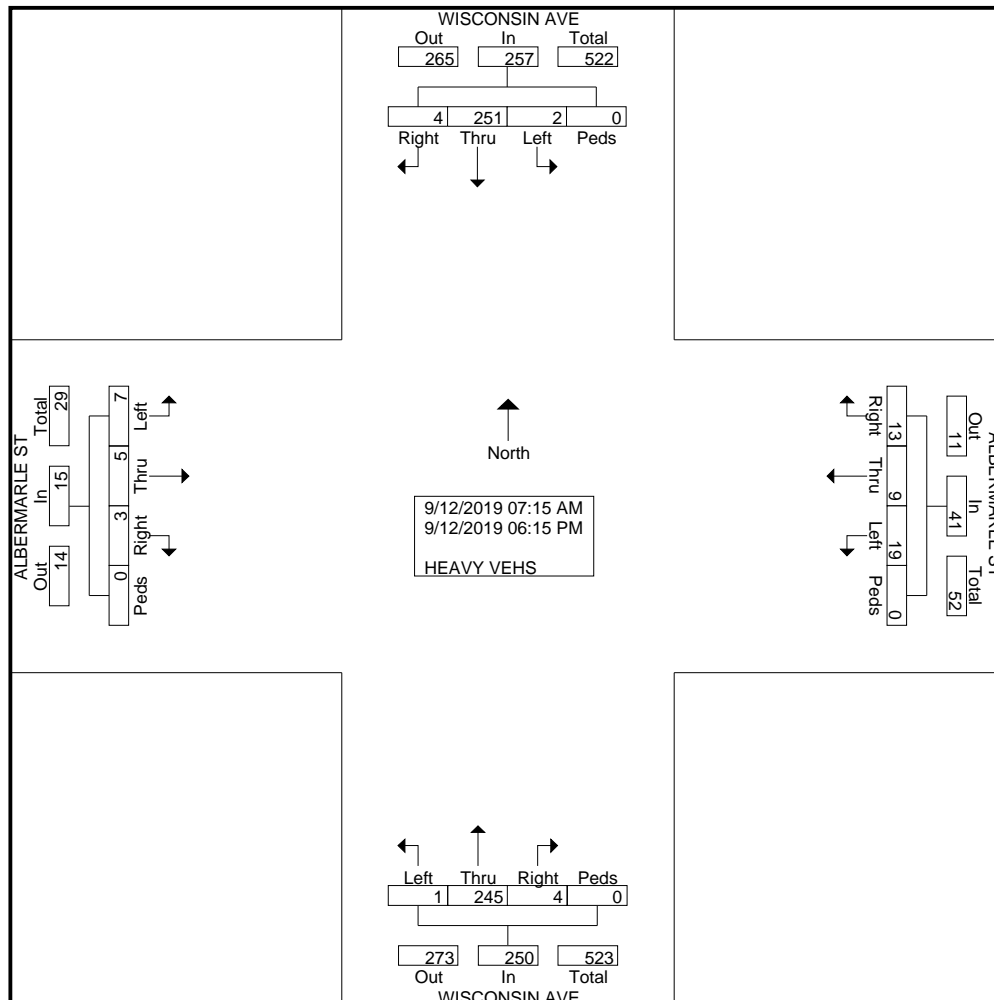 WISCONSIN AVE
Out In Total
265 257 522
4 251 2 0
Right Thru Left Peds
ALBERMARLE ST
Total In Out
29 15 14
7 5 3 0
Left Thru Right Peds
North
9/12/2019 07:15 AM
9/12/2019 06:15 PM
HEAVY VEHS
Right Thru Left Peds
13 9 19 0
Out In Total
11 41 52
ALBERMARLE ST
Left Thru Right Peds
1 245 4 0
273 250 523
Out In Total
WISCONSIN AVE